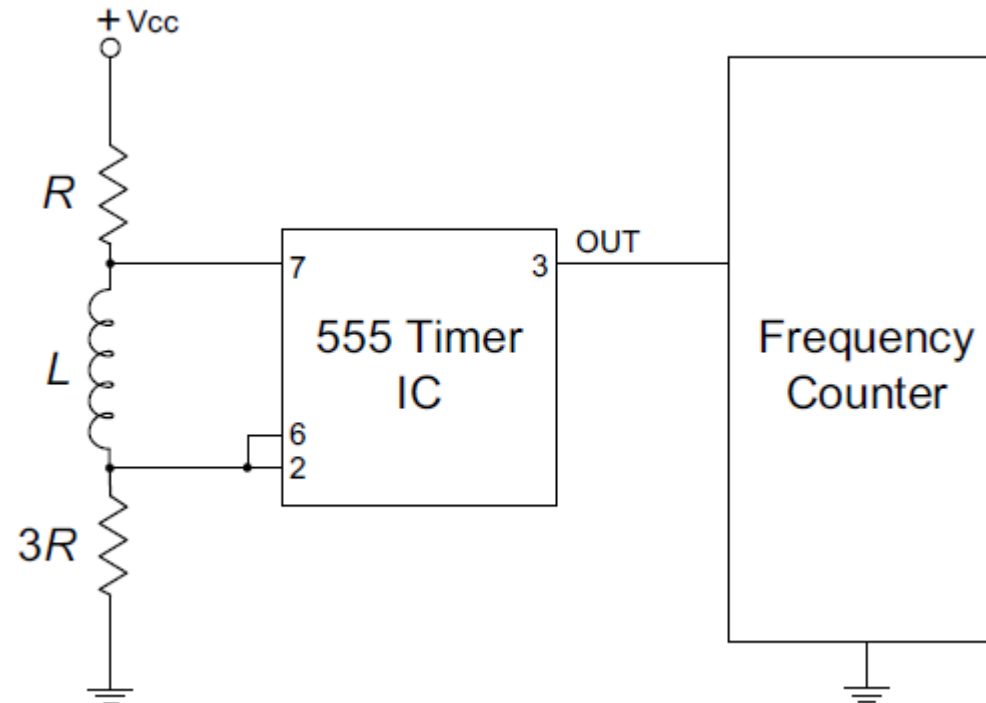 + Vcc
R
7
3
OUT
L
555 Timer
IC
Frequency
Counter
6
2
3R